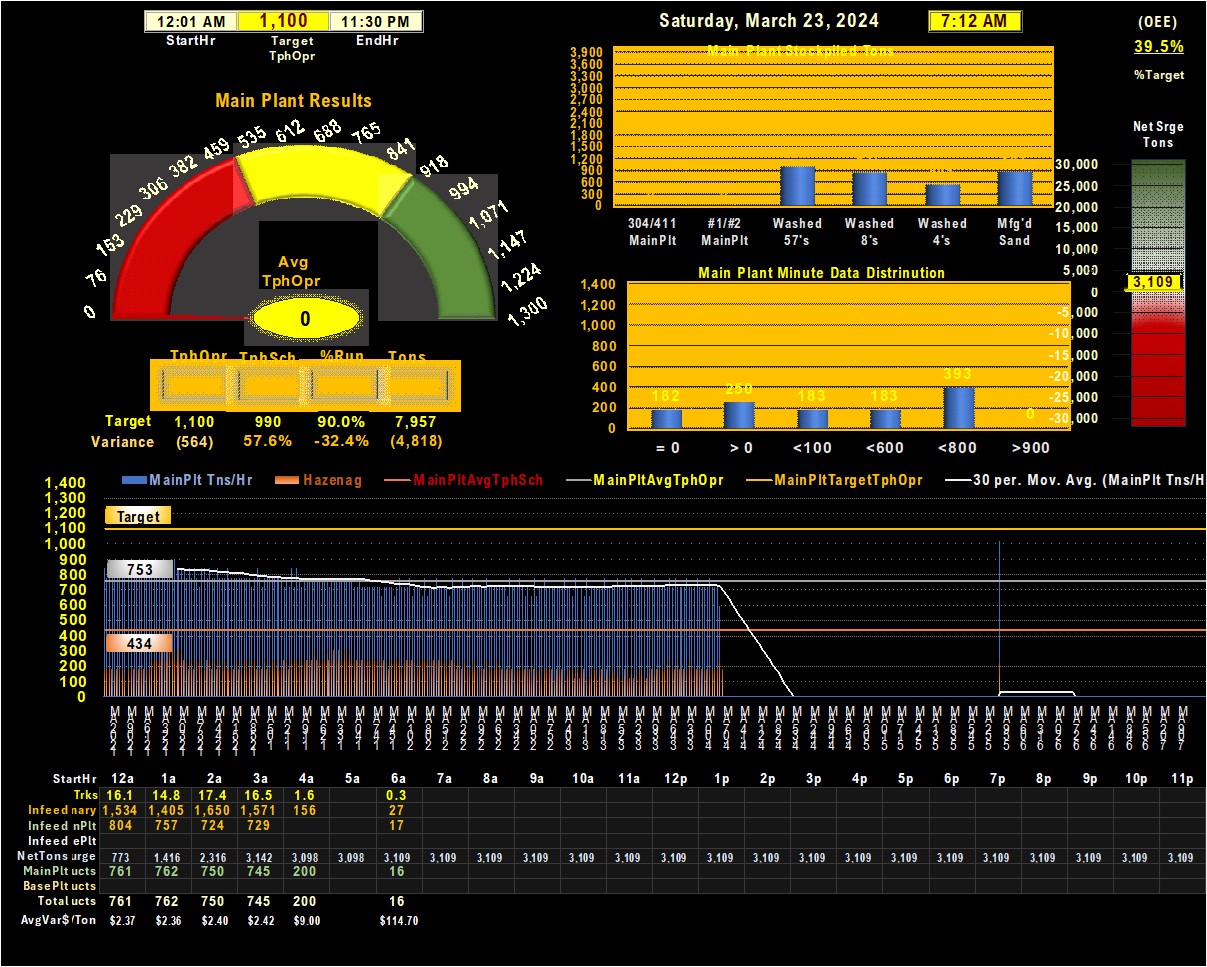 12:01 AM 1,100 11:30 PM
StartHr Target TphOpr EndHr
Saturday, March 23, 2024 7:12 AM
(OEE)
39.5%
%Target
Main Plant Results
0 76 153 229 306 382 459 535 612 688 765 841 918 994 1,071 1,147 1,224 1,300
Avg
TphOpr
0
TphOpr TphSch %Run Tons
Target 1,100 990 90.0% 7,957
Variance (564) 57.6% -32.4% (4,818)
Main Plant Stockpiled Tons
3,900
3,600
3,300
3,000
2,700
2,400
2,100
1,800
1,500
1,200
900
600
300
0
304/411 MainPlt #1/#2 MainPlt Washed 57's Washed 8's Washed 4's Mfg'd Sand
Main Plant Minute Data Distrinution
1,400
1,200
1,000
800
600
400
200
0
182 250 183 183 393 0
= 0 > 0 <100 <600 <800 >900
Net Srge
Tons
30,000
25,000
20,000
15,000
10,000
5,000
3,109
0
-5,000
-10,000
-15,000
-20,000
-25,000
-30,000
MainPlt Tns/Hr Hazenag MainPltAvgTphSch MainPltAvgTphOpr MainPltTargetTphOpr 30 per. Mov. Avg. (MainPlt Tns/H
1,400
1,300
1,200
1,100
1,000
900
800
700
600
500
400
300
200
100
0
Target
753
434
StartHr 12a 1a 2a 3a 4a 5a 6a 7a 8a 9a 10a 11a 12p 1p 2p 3p 4p 5p 6p 7p 8p 9p 10p 11p
Trks 16.1 14.8 17.4 16.5 1.6 0.3
Infeed nary 1,534 1,405 1,650 1,571 156 27
Infeed nPlt 804 757 724 729 17
Infeed ePlt
NetTons urge 773 1,416 2,316 3,142 3,098 3,098 3,109 3,109 3,109 3,109 3,109 3,109 3,109 3,109 3,109 3,109 3,109 3,109 3,109 3,109 3,109 3,109 3,109 3,109
MainPlt ucts 761 762 750 745 200 16
BasePlt ucts
Total ucts 761 762 750 745 200 16
AvgVar$/Ton $2.37 $2.36 $2.40 $2.42 $9.00 $114.70